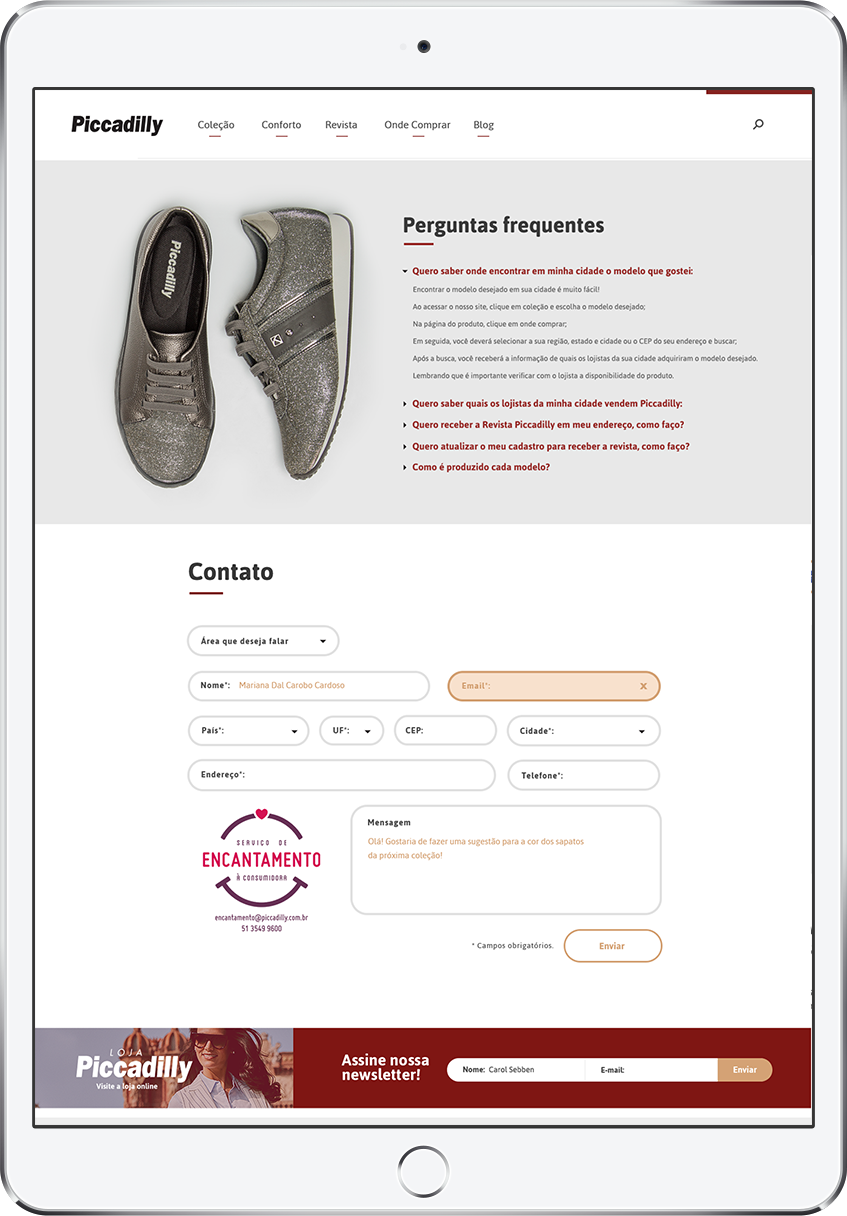 Piccadilly
Coleção
Conforto
Revista
Onde Comprar
Blog
Piccadilly
Perguntas frequentes
Quero saber onde encontrar em minha cidade o modelo que gostei:
Encontrar o modelo desejado em sua cidade é muito fácil!
Ao acessar o nosso site, clique em coleção e escolha o modelo desejado;
Na página do produto, clique em onde comprar;
Em seguida, você deverá selecionar a sua região, estado e cidade ou o CEP do seu endereço e buscar;
Após a busca, você receberá a informação de quais os lojistas da sua cidade adquiriram o modelo desejado.
Lembrando que é importante verificar com o lojista a disponibilidade do produto.
Quero saber quais os lojistas da minha cidade vendem Piccadilly:
Quero receber a Revista Piccadilly em meu endereço, como faço?
Quero atualizar o meu cadastro para receber a revista, como faço?
Como é produzido cada modelo?
Contato
Área que deseja falar
Nome*: Mariana Dal Carobo Cardoso
Email*: x
País*:
UF*:
CEP:
Cidade*:
Endereço*:
Telefone*:
SERVIÇO DE
ENCANTAMENTO
À CONSUMIDORA
encantamento@piccadilly.com.br
51 3549 9600
Mensagem
Olá! Gostaria de fazer uma sugestão para a cor dos sapatos
da próxima coleção!
* Campos obrigatórios.
Enviar
LOJA
Piccadilly
Visite a loja online
Assine nossa
newsletter!
Nome: Carol Sebben
E-mail:
Enviar